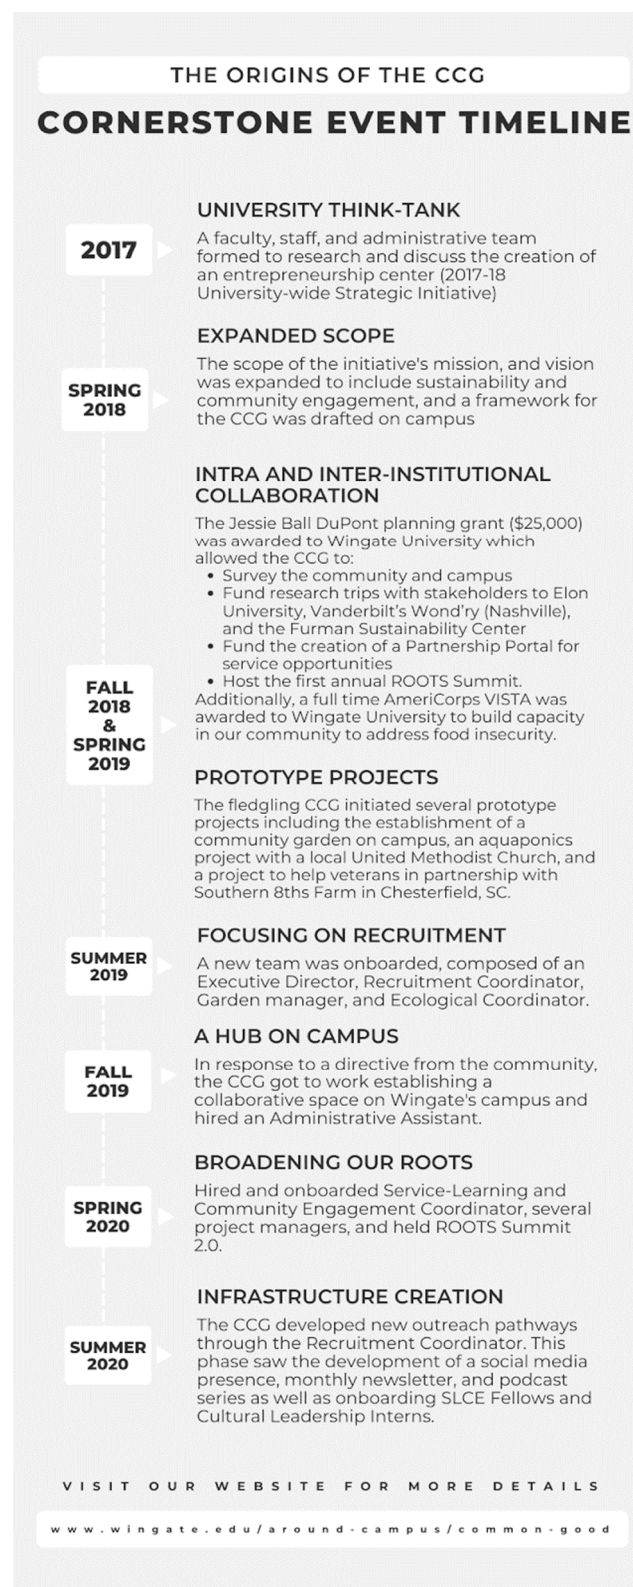 THE ORIGINS OF THE CCG
CORNERSTONE EVENT TIMELINE
2017
UNIVERSITY THINK-TANK
A faculty, staff, and administrative team
formed to research and discuss the creation of
an entrepreneurship center (2017-18
University-wide Strategic Initiative)
SPRING
2018
EXPANDED SCOPE
The scope of the initiative's mission, and vision
was expanded to include sustainability and
community engagement, and a framework for
the CCG was drafted on campus
FALL
2018
&
SPRING
2019
INTRA AND INTER-INSTITUTIONAL
COLLABORATION
The Jessie Ball DuPont planning grant ($25,000)
was awarded to Wingate University which
allowed the CCG to:
• Survey the community and campus
• Fund research trips with stakeholders to Elon
University, Vanderbilt's Wond'ry (Nashville),
and the Furman Sustainability Center
• Fund the creation of a Partnership Portal for
service opportunities
• Host the first annual ROOTS Summit.
Additionally, a full time AmeriCorps VISTA was
awarded to Wingate University to build capacity
in our community to address food insecurity.
PROTOTYPE PROJECTS
The fledgling CCG initiated several prototype
projects including the establishment of a
community garden on campus, an aquaponics
project with a local United Methodist Church, and
a project to help veterans in partnership with
Southern 8ths Farm in Chesterfield, SC.
SUMMER
2019
FOCUSING ON RECRUITMENT
A new team was onboarded, composed of an
Executive Director, Recruitment Coordinator,
Garden manager, and Ecological Coordinator.
FALL
2019
A HUB ON CAMPUS
In response to a directive from the community,
the CCG got to work establishing a
collaborative space on Wingate's campus and
hired an Administrative Assistant.
SPRING
2020
BROADENING OUR ROOTS
Hired and onboarded Service-Learning and
Community Engagement Coordinator, several
project managers, and held ROOTS Summit
2.0.
SUMMER
2020
INFRASTRUCTURE CREATION
The CCG developed new outreach pathways
through the Recruitment Coordinator. This
phase saw the development of a social media
presence, monthly newsletter, and podcast
series as well as onboarding SLCE Fellows and
Cultural Leadership Interns.
VISIT OUR WEBSITE FOR MORE DETAILS
www.wingate.edu/around-campus/common-good